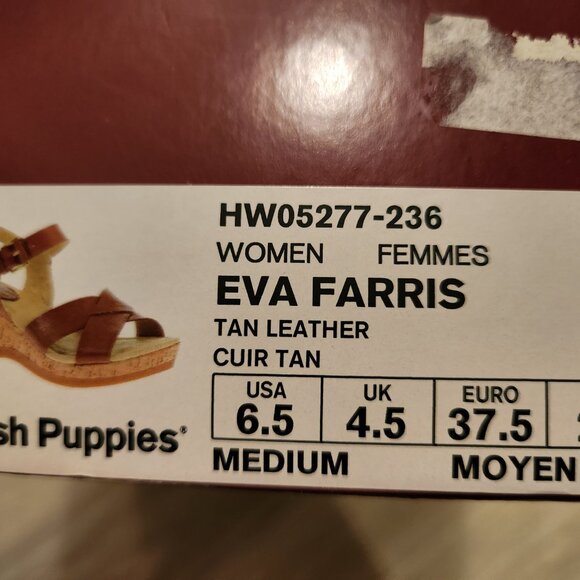 HW05277-236
WOMEN FEMMES
EVA FARRIS
TAN LEATHER
CUIR TAN
USA UK EURO
6.5 4.5 37.5
MEDIUM MOYEN
Puppies®